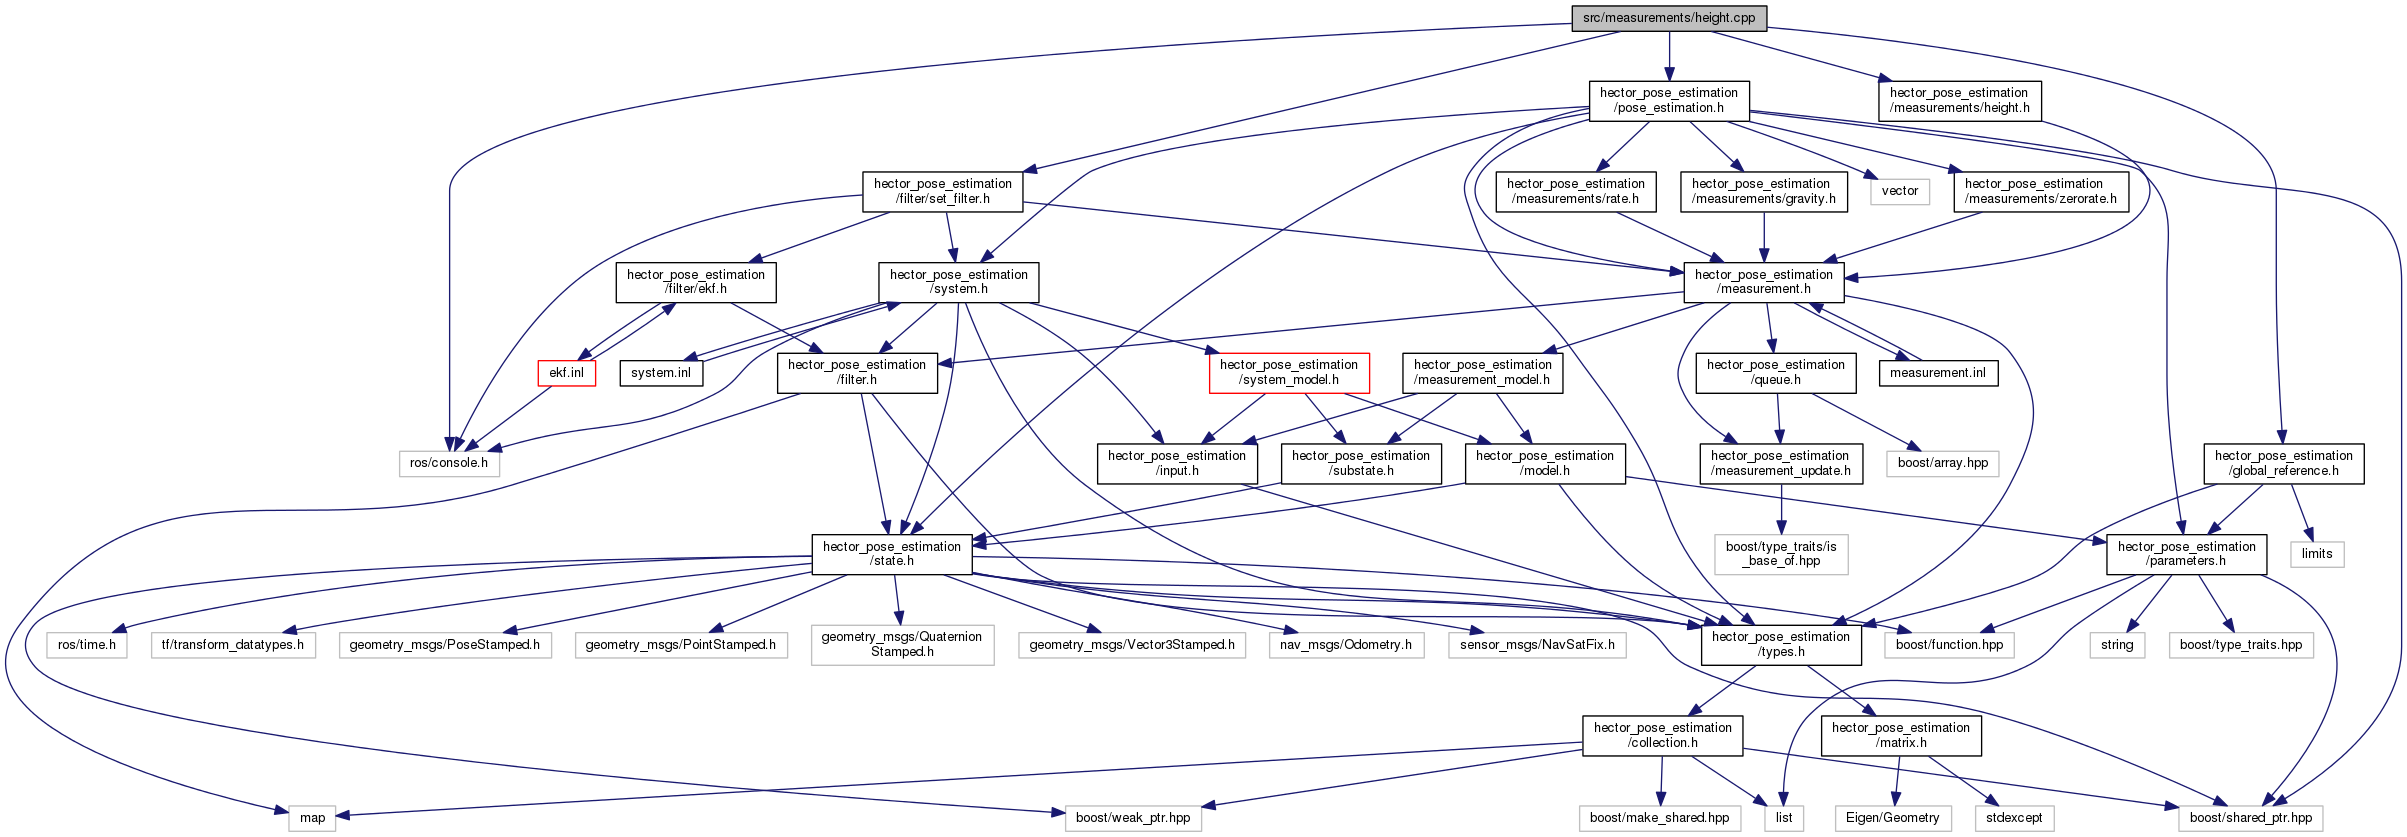 src/measurements/height.cpp
hector_pose_estimation
/pose_estimation.h
hector_pose_estimation
/measurements/height.h
hector_pose_estimation
/filter/set_filter.h
hector_pose_estimation
/measurements/rate.h
hector_pose_estimation
/measurements/gravity.h
vector
hector_pose_estimation
/measurements/zerorate.h
hector_pose_estimation
/filter/ekf.h
hector_pose_estimation
/system.h
hector_pose_estimation
/measurement.h
ekf.inl
system.inl
hector_pose_estimation
/filter.h
hector_pose_estimation
/system_model.h
hector_pose_estimation
/measurement_model.h
hector_pose_estimation
/queue.h
measurement.inl
ros/console.h
hector_pose_estimation
/input.h
hector_pose_estimation
/substate.h
hector_pose_estimation
/model.h
hector_pose_estimation
/measurement_update.h
boost/array.hpp
hector_pose_estimation
/global_reference.h
hector_pose_estimation
/state.h
boost/type_traits/is
_base_of.hpp
hector_pose_estimation
/parameters.h
limits
ros/time.h
tf/transform_datatypes.h
geometry_msgs/PoseStamped.h
geometry_msgs/PointStamped.h
geometry_msgs/Quaternion
Stamped.h
geometry_msgs/Vector3Stamped.h
nav_msgs/Odometry.h
sensor_msgs/NavSatFix.h
hector_pose_estimation
/types.h
boost/function.hpp
string
boost/type_traits.hpp
hector_pose_estimation
/collection.h
hector_pose_estimation
/matrix.h
map
boost/weak_ptr.hpp
boost/make_shared.hpp
list
Eigen/Geometry
stdexcept
boost/shared_ptr.hpp